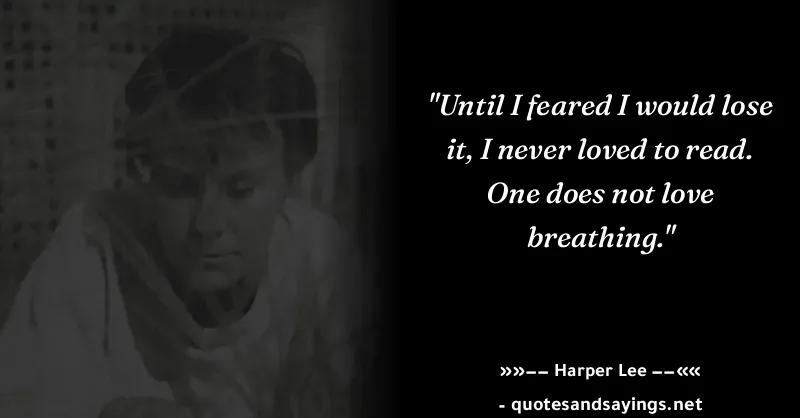 "Until I feared I would lose
it, I never loved to read.
One does not love
breathing."
»»−− Harper Lee −−««
- quotesandsayings.net